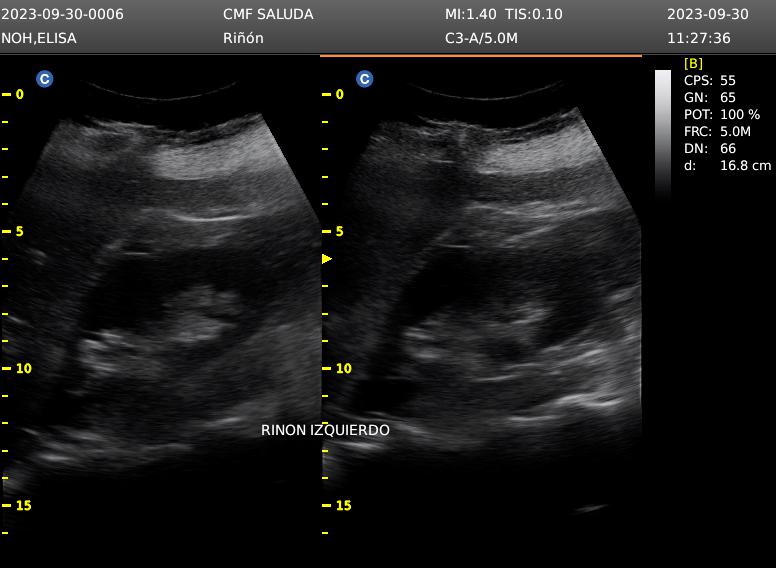 2023-09-30-0006 CMF SALUDA MI:1.40 TIS:0.10 2023-09-30
NOH,ELISA Riñón C3-A/5.0M 11:27:36
C C
[B]
CPS: 55
GN: 65
POT: 100 %
FRC: 5.0M
DN: 66
d: 16.8 cm
0 0
5 5
10 10
RINON IZQUIERDO
15 15